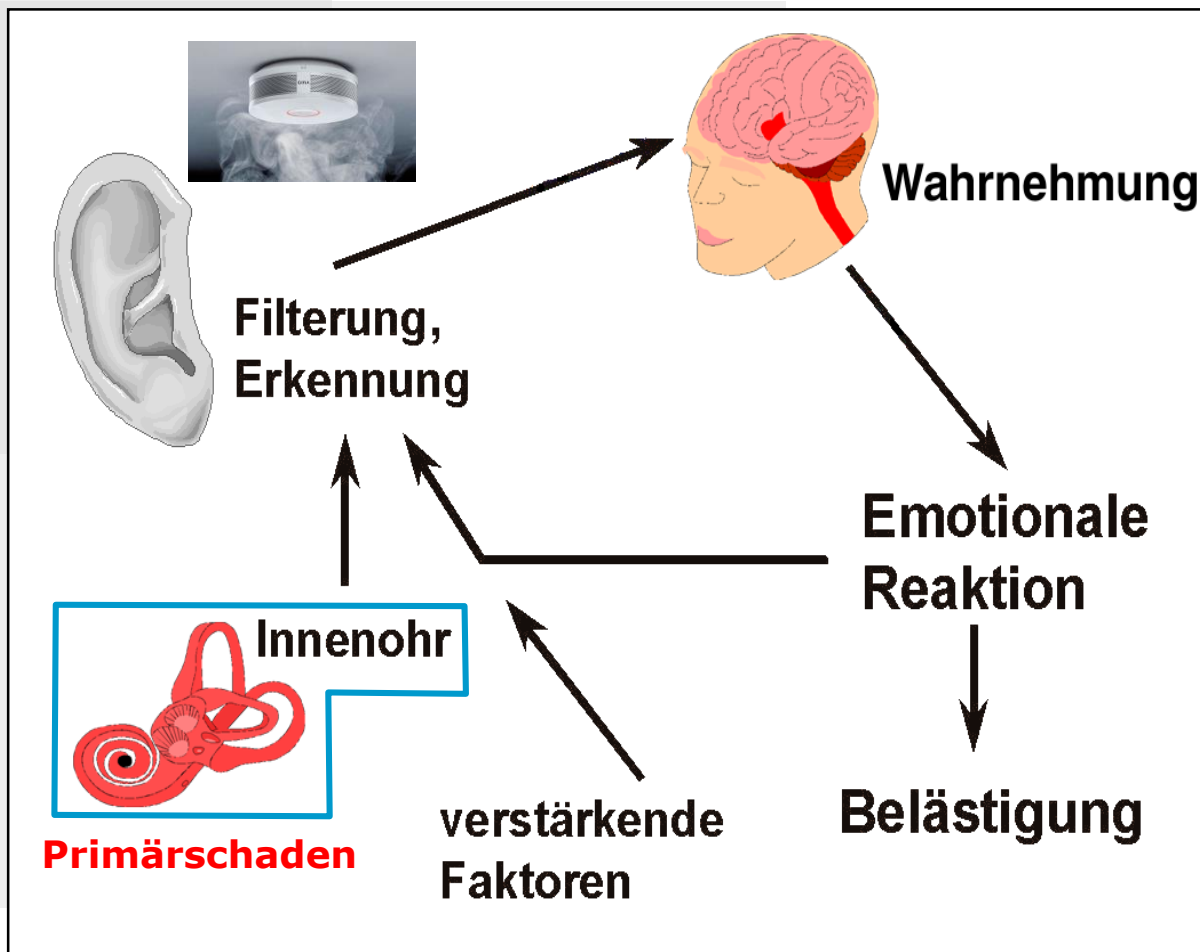 Wahrnehmung
Filterung,
Erkennung
Emotionale
Reaktion
Innenohr
verstärkende
Faktoren
Belästigung
Primärschaden